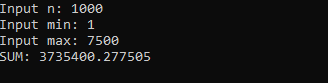 Input n: 1000
Input min: 1
Input max: 7500
SUM: 3735400.277505